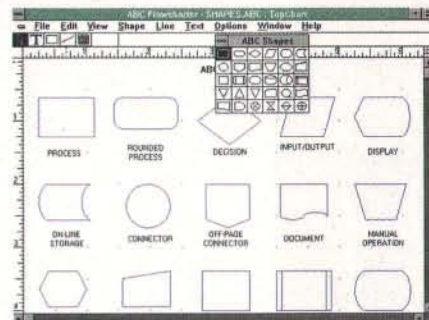 ABC FlowCharter - SHAPES.ABC : TopChart
File Edit View Shape Line Text Options Window Help
T
ABC Shapes
PROCESS
ROUNDED
PROCESS
DECISION
INPUT/OUTPUT
DISPLAY
ON-LINE
STORAGE
CONNECTOR
OFF-PAGE
CONNECTOR
DOCUMENT
MANUAL
OPERATION